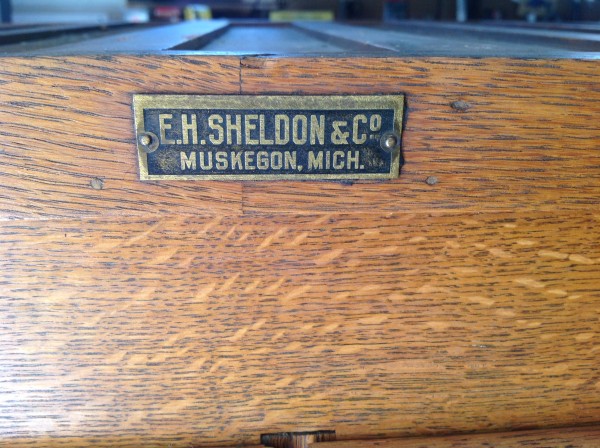 E.H. SHELDON & Co
MUSKEGON, MICH.